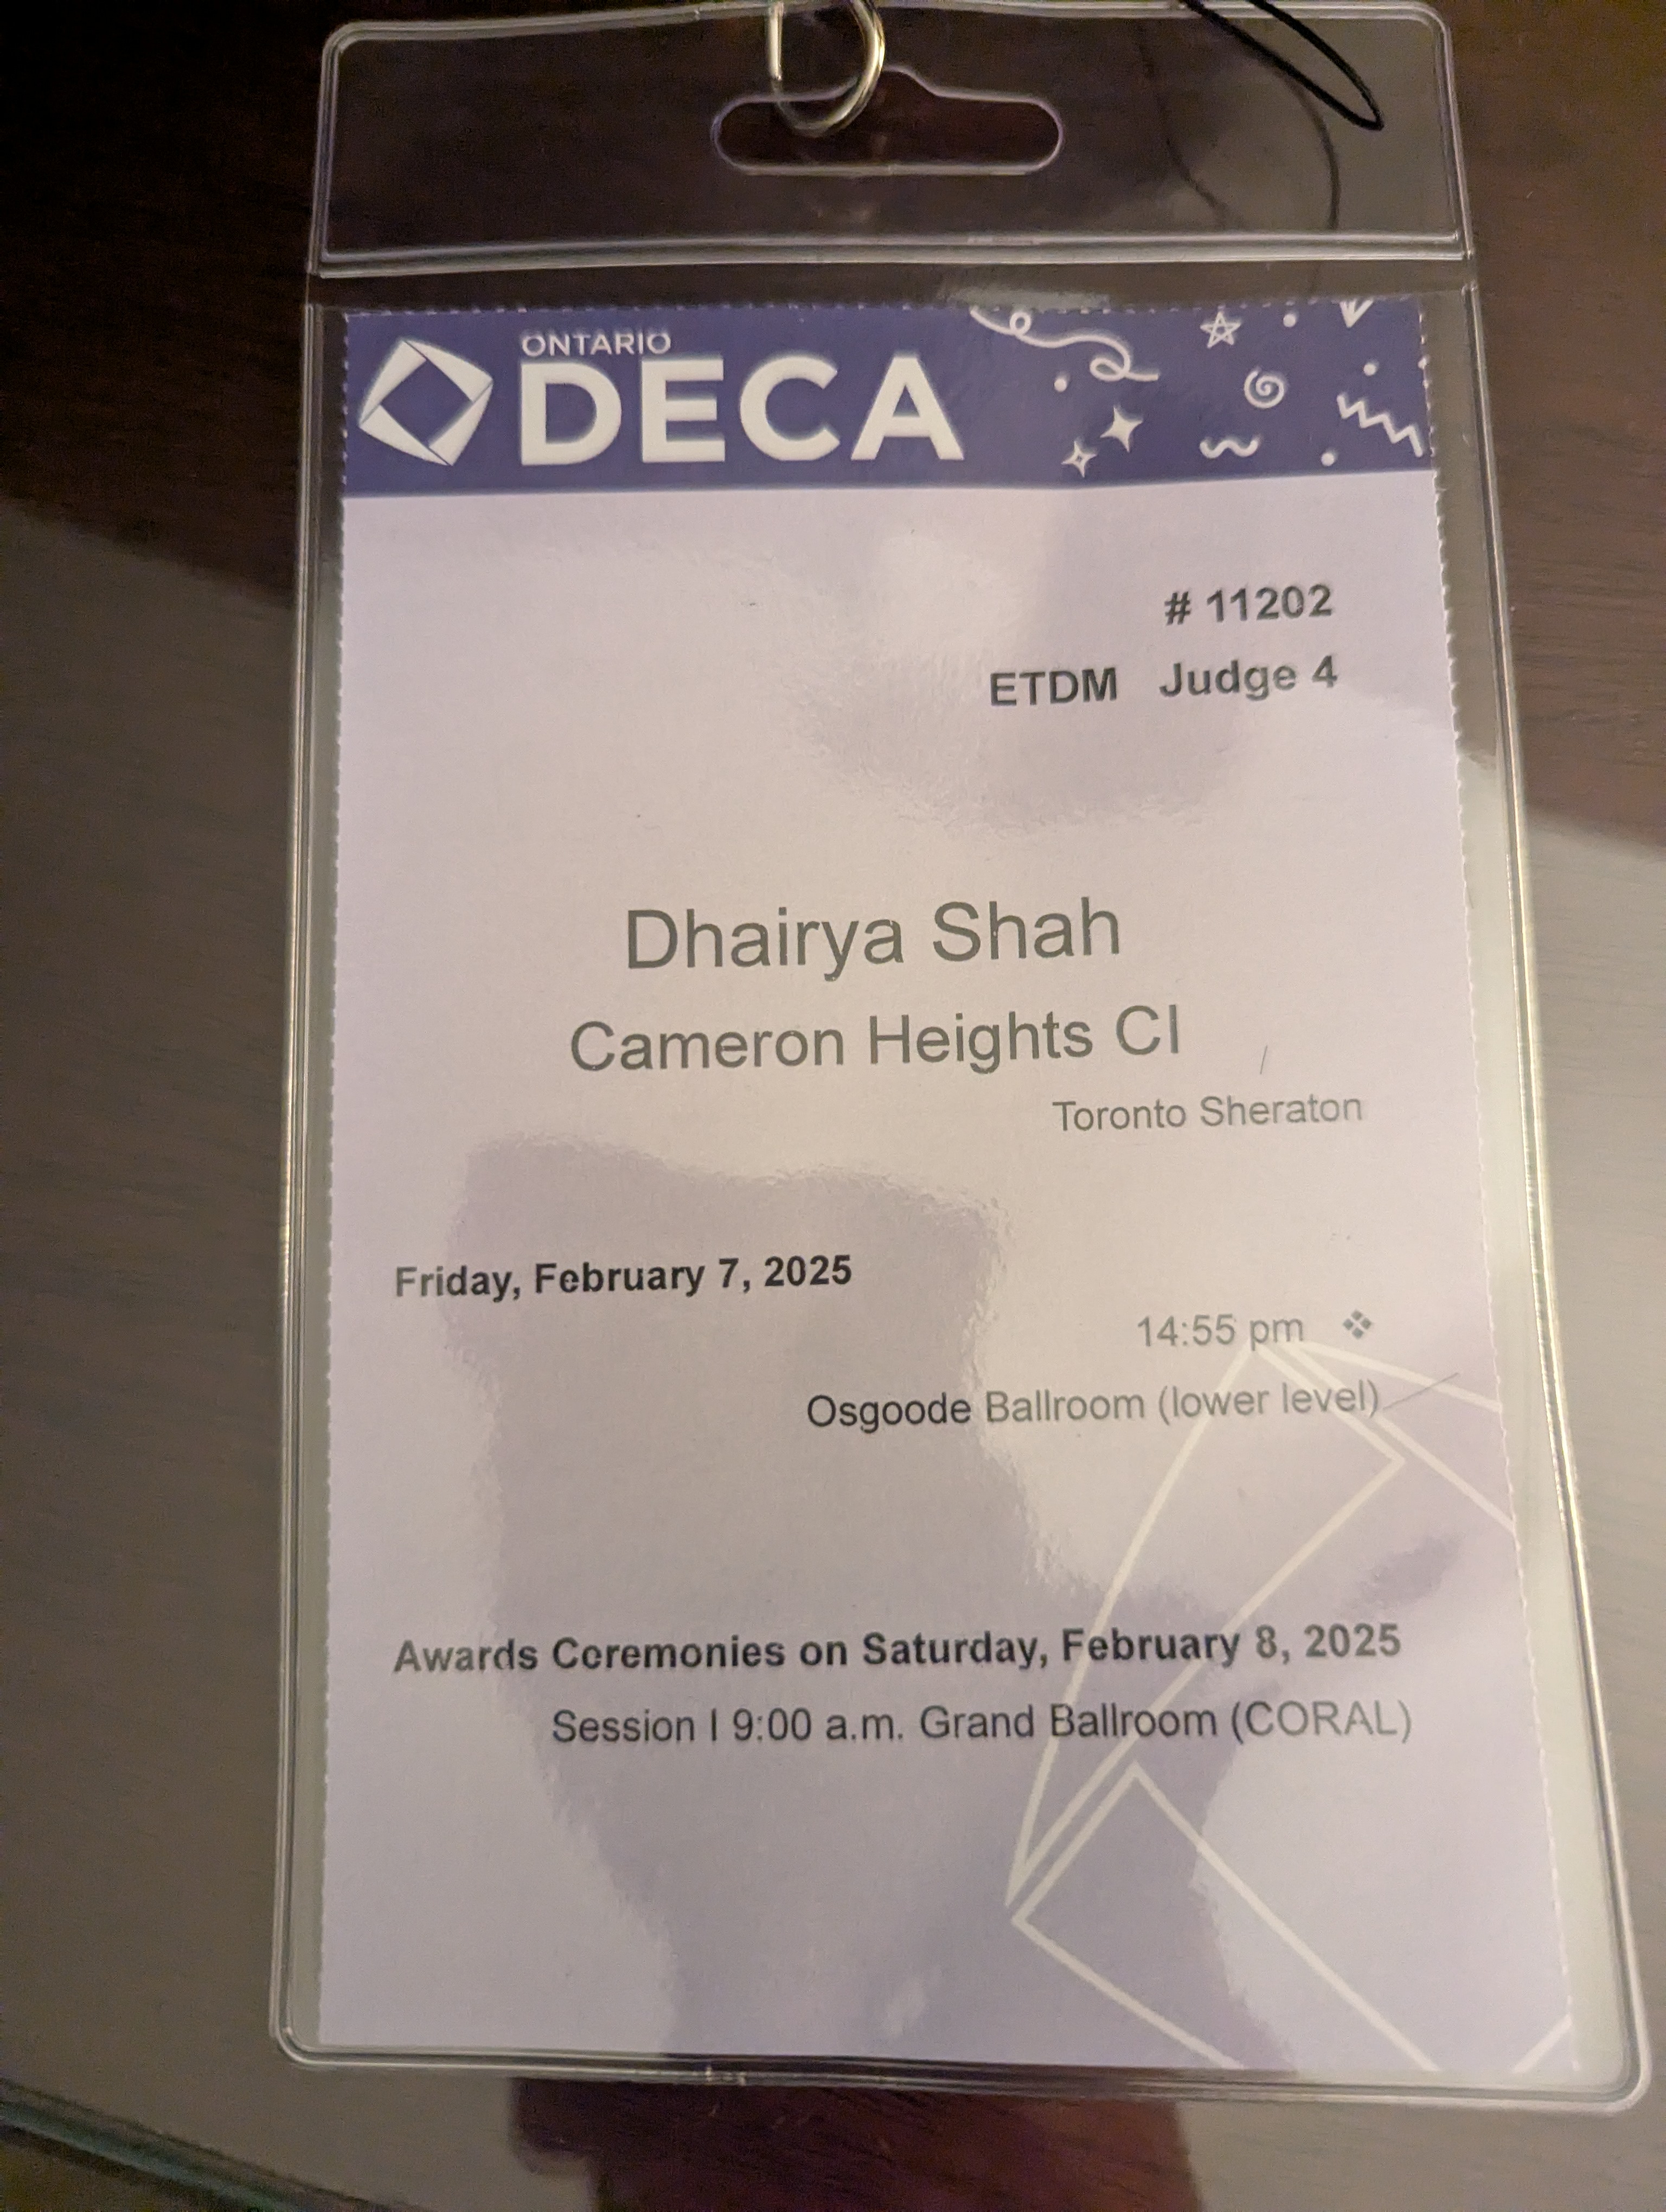 ONTARIO
DECA
# 11202
ETDM Judge 4
Dhairya Shah
Cameron Heights CI
Toronto Sheraton
Friday, February 7, 2025
14:55 pm ❖
Osgoode Ballroom (lower level)
Awards Ceremonies on Saturday, February 8, 2025
Session I 9:00 a.m. Grand Ballroom (CORAL)